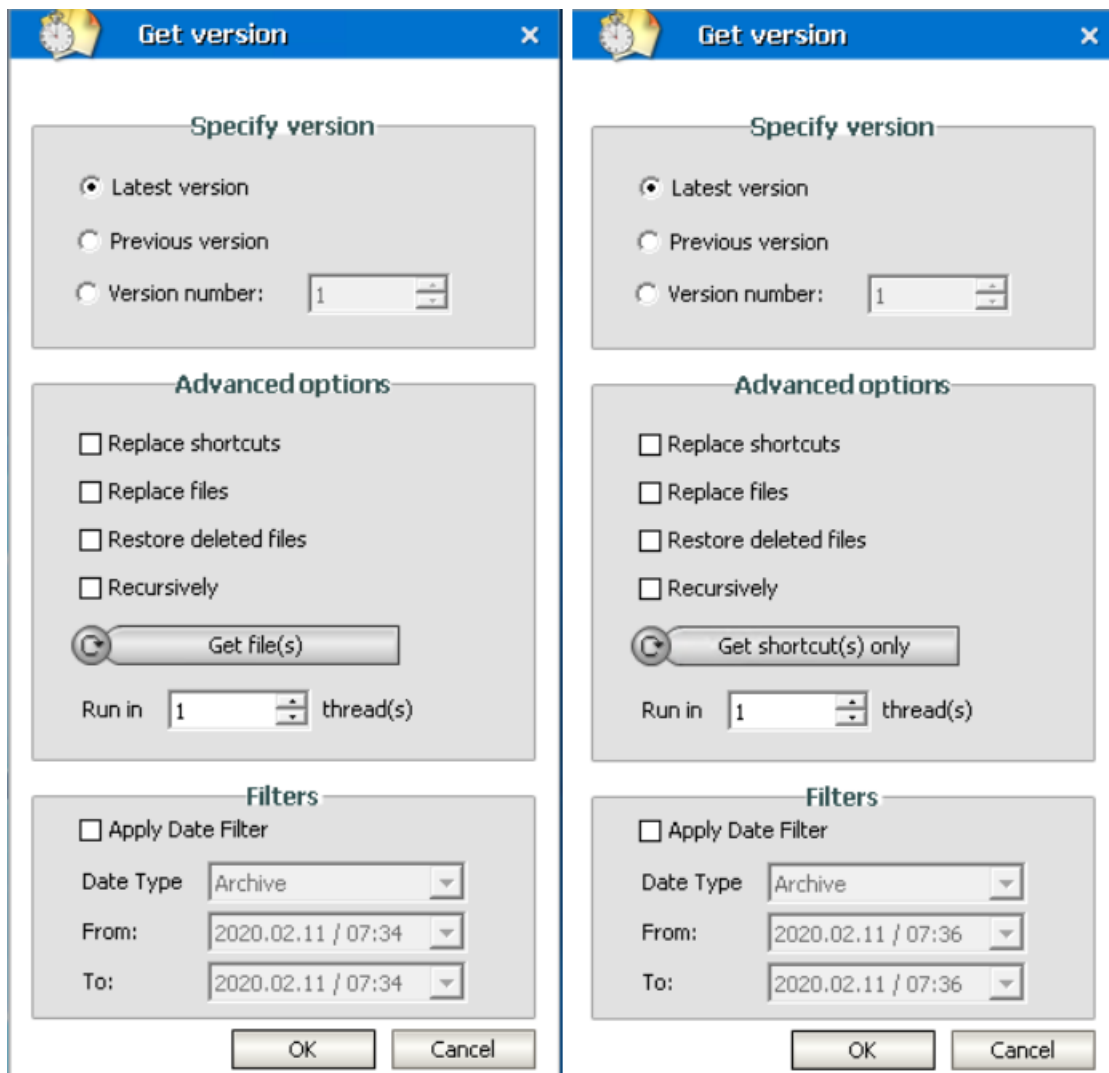 Get version
Specify version
Latest version
Previous version
Version number: 1
Advanced options
Replace shortcuts
Replace files
Restore deleted files
Recursively
Get file(s)
Run in 1 thread(s)
Filters
Apply Date Filter
Date Type Archive
From: 2020.02.11 / 07:34
To: 2020.02.11 / 07:34
OK Cancel
Get version
Specify version
Latest version
Previous version
Version number: 1
Advanced options
Replace shortcuts
Replace files
Restore deleted files
Recursively
Get shortcut(s) only
Run in 1 thread(s)
Filters
Apply Date Filter
Date Type Archive
From: 2020.02.11 / 07:36
To: 2020.02.11 / 07:36
OK Cancel